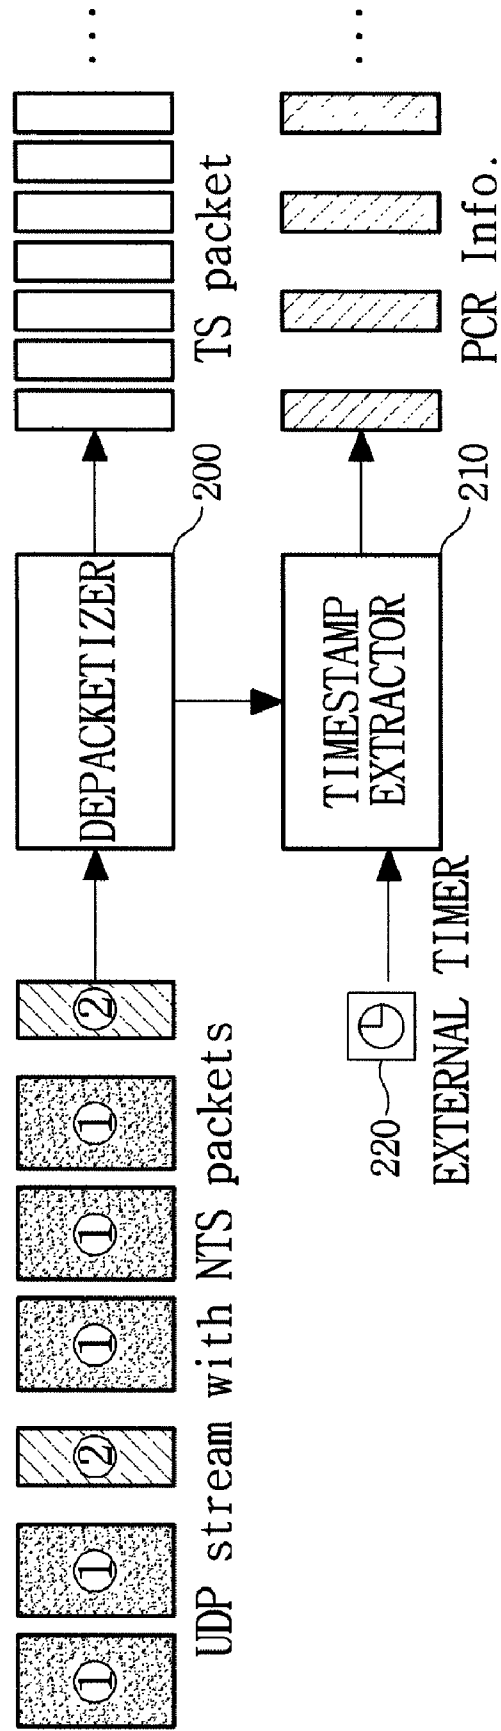 ① ① ② ① ① ① ②
UDP stream with NTS packets
DEPACKETIZER
200
TS packet
...
220
EXTERNAL TIMER
TIMESTAMP
EXTRACTOR
210
PCR Info.
...